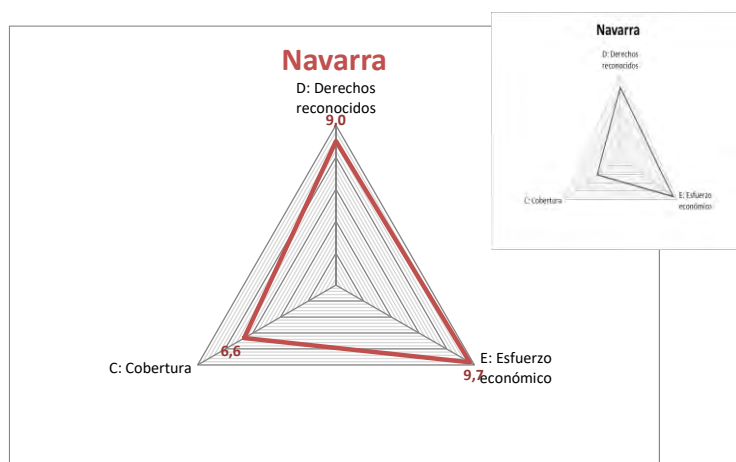 Navarra
D: Derechos
reconocidos
9,0
6,6
C: Cobertura
E: Esfuerzo
económico
9,7
Navarra
D: Derechos
reconocidos
C: Cobertura
E: Esfuerzo
económico